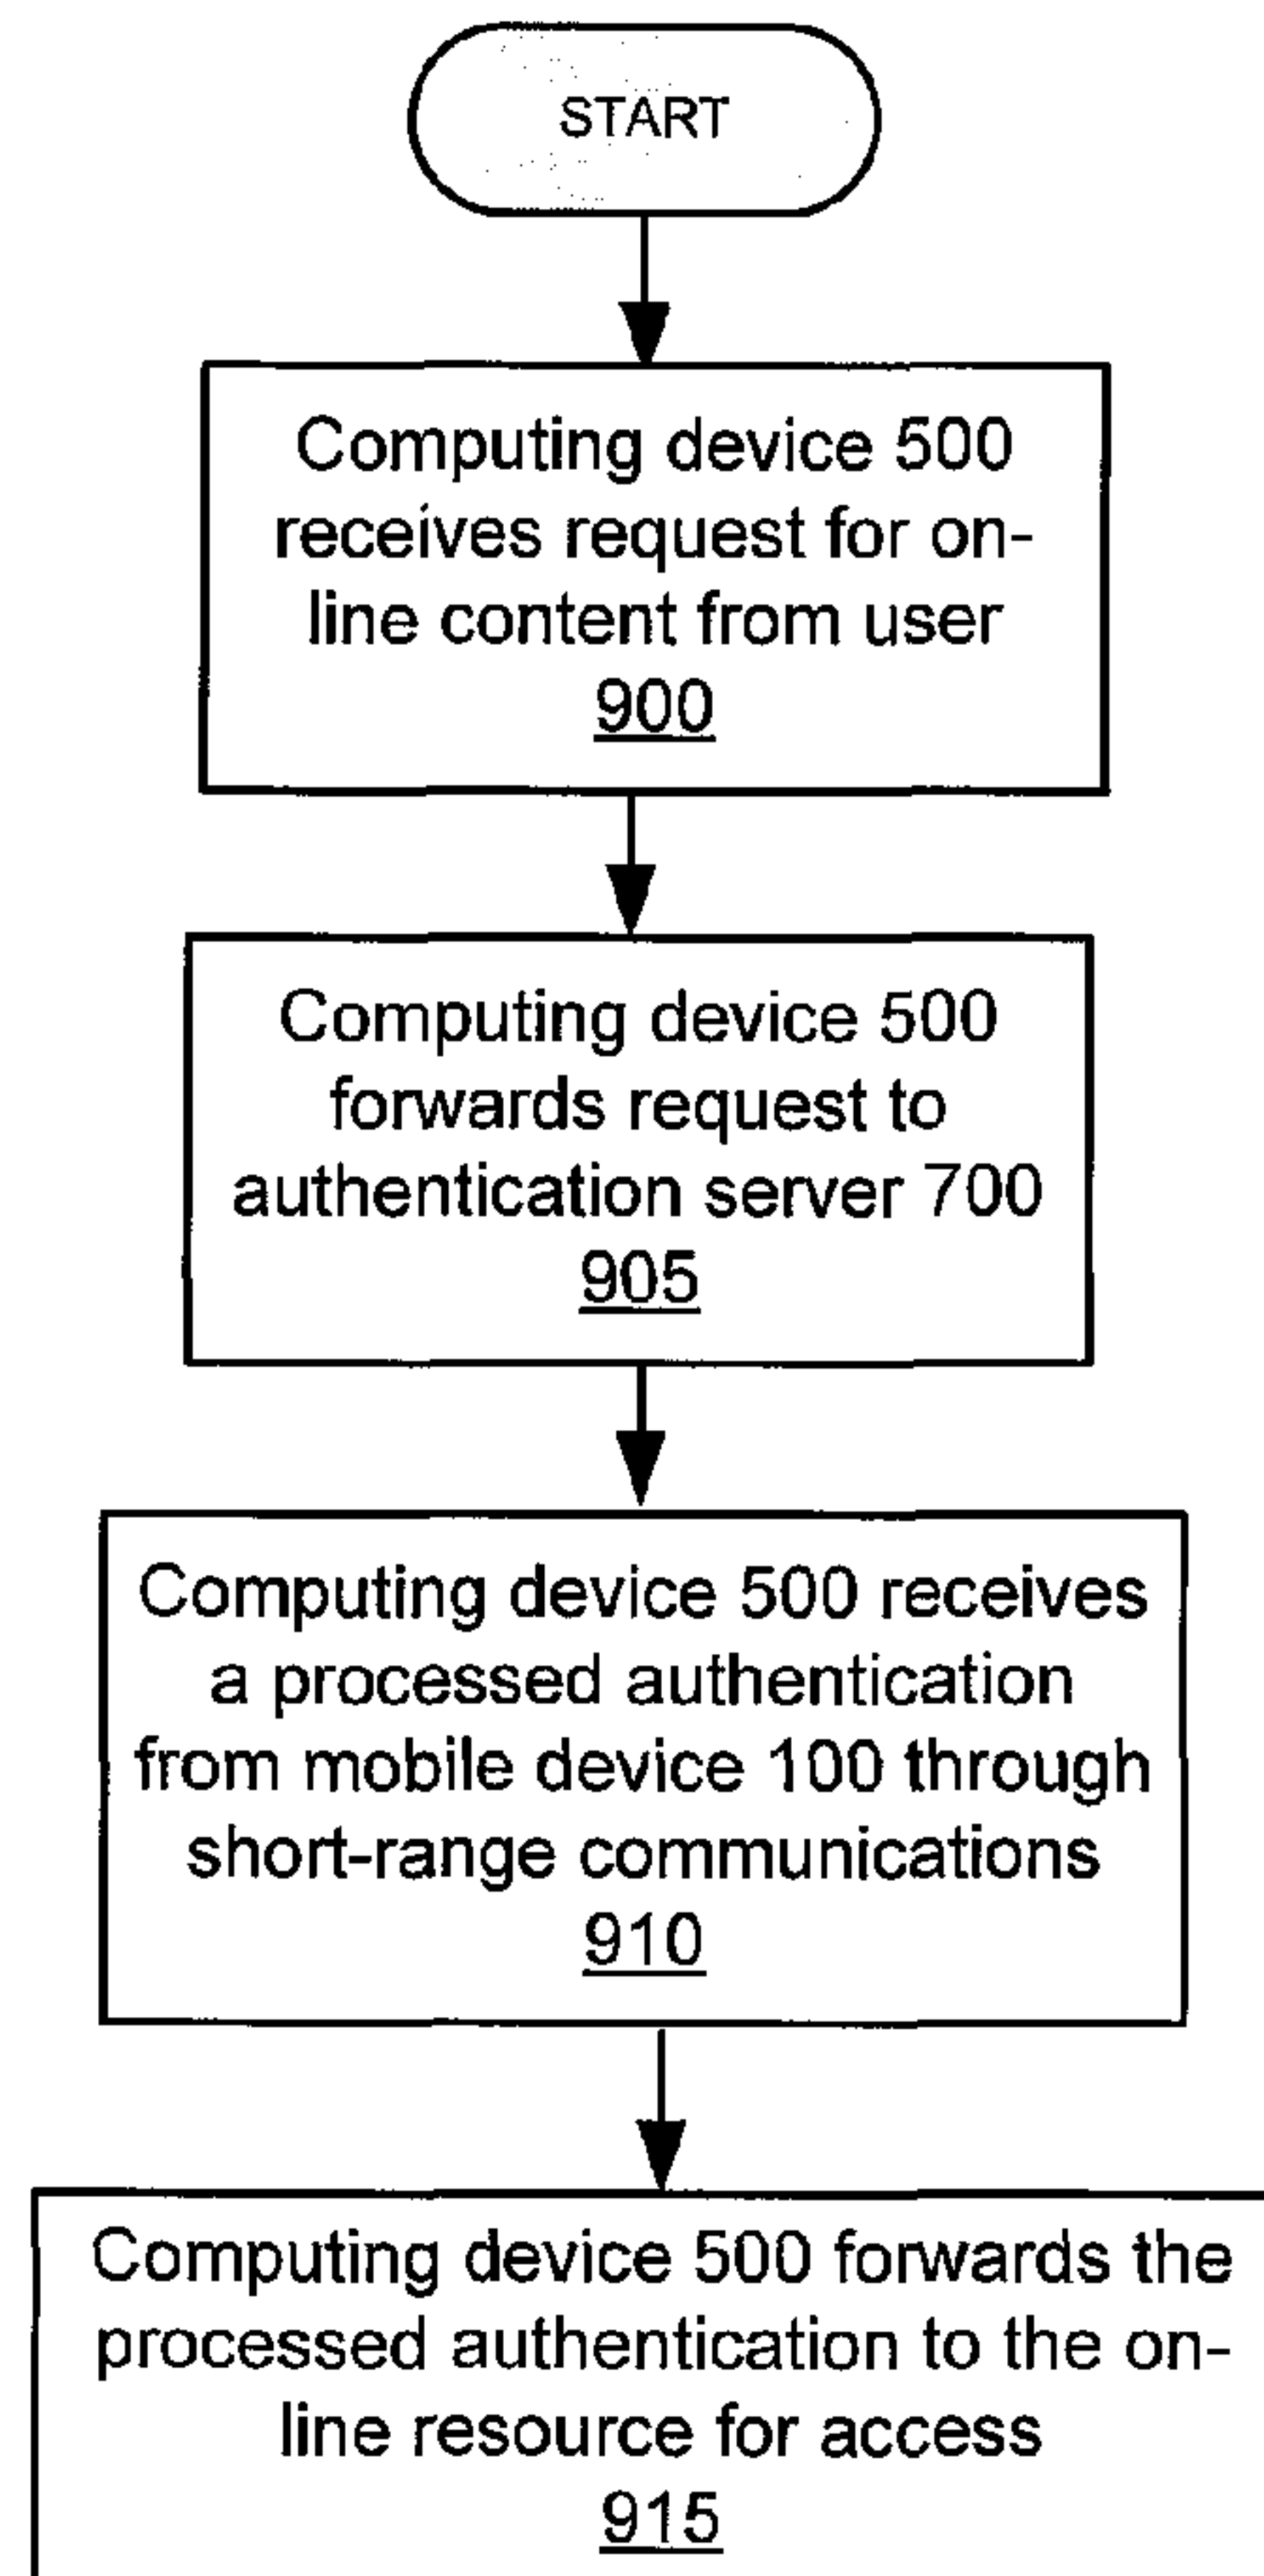 START
Computing device 500
receives request for on-
line content from user
900
Computing device 500
forwards request to
authentication server 700
905
Computing device 500 receives
a processed authentication
from mobile device 100 through
short-range communications
910
Computing device 500 forwards the
processed authentication to the on-
line resource for access
915